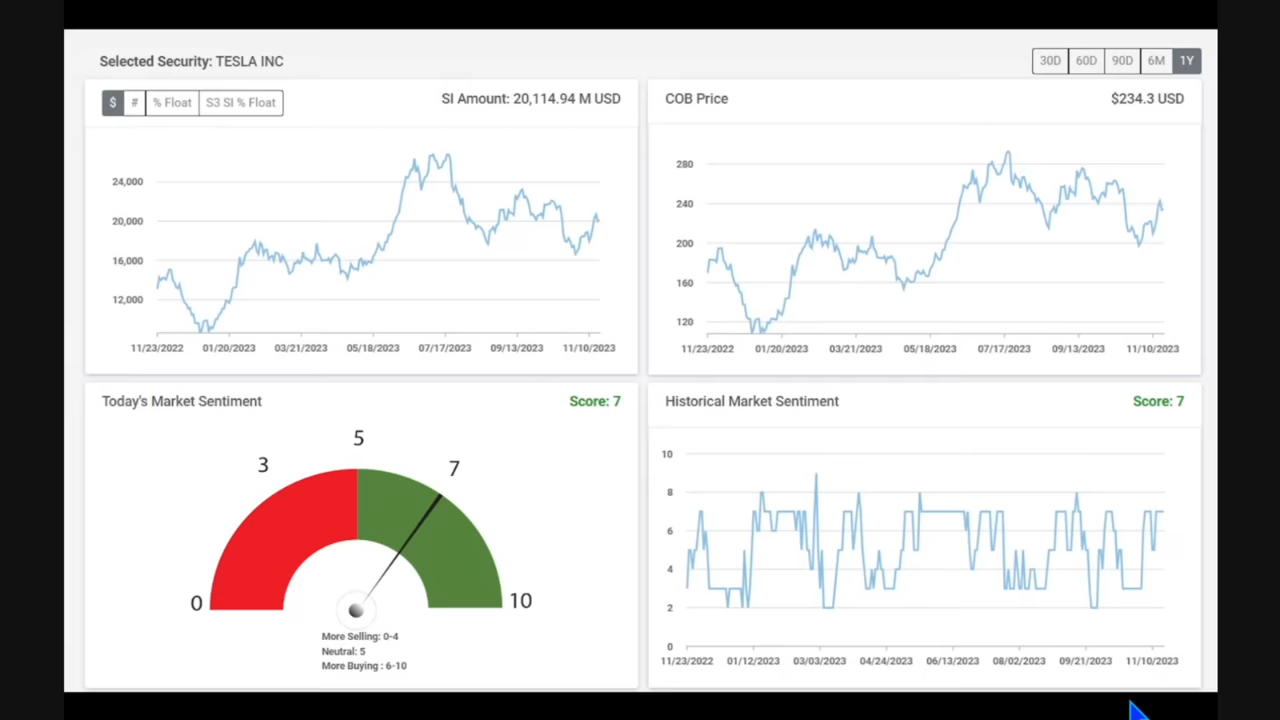 Selected Security: TESLA INC
30D 60D 90D 6M 1Y
$ # % Float S3 SI % Float
SI Amount: 20,114.94 M USD
24,000
20,000
16,000
12,000
11/23/2022 01/20/2023 03/21/2023 05/18/2023 07/17/2023 09/13/2023 11/10/2023
COB Price
$234.3 USD
280
240
200
160
120
11/23/2022 01/20/2023 03/21/2023 05/18/2023 07/17/2023 09/13/2023 11/10/2023
Today's Market Sentiment
Score: 7
5
3
7
0
10
More Selling: 0-4
Neutral: 5
More Buying : 6-10
Historical Market Sentiment
Score: 7
10
8
6
4
2
0
11/23/2022 01/12/2023 03/03/2023 04/24/2023 06/13/2023 08/02/2023 09/21/2023 11/10/2023